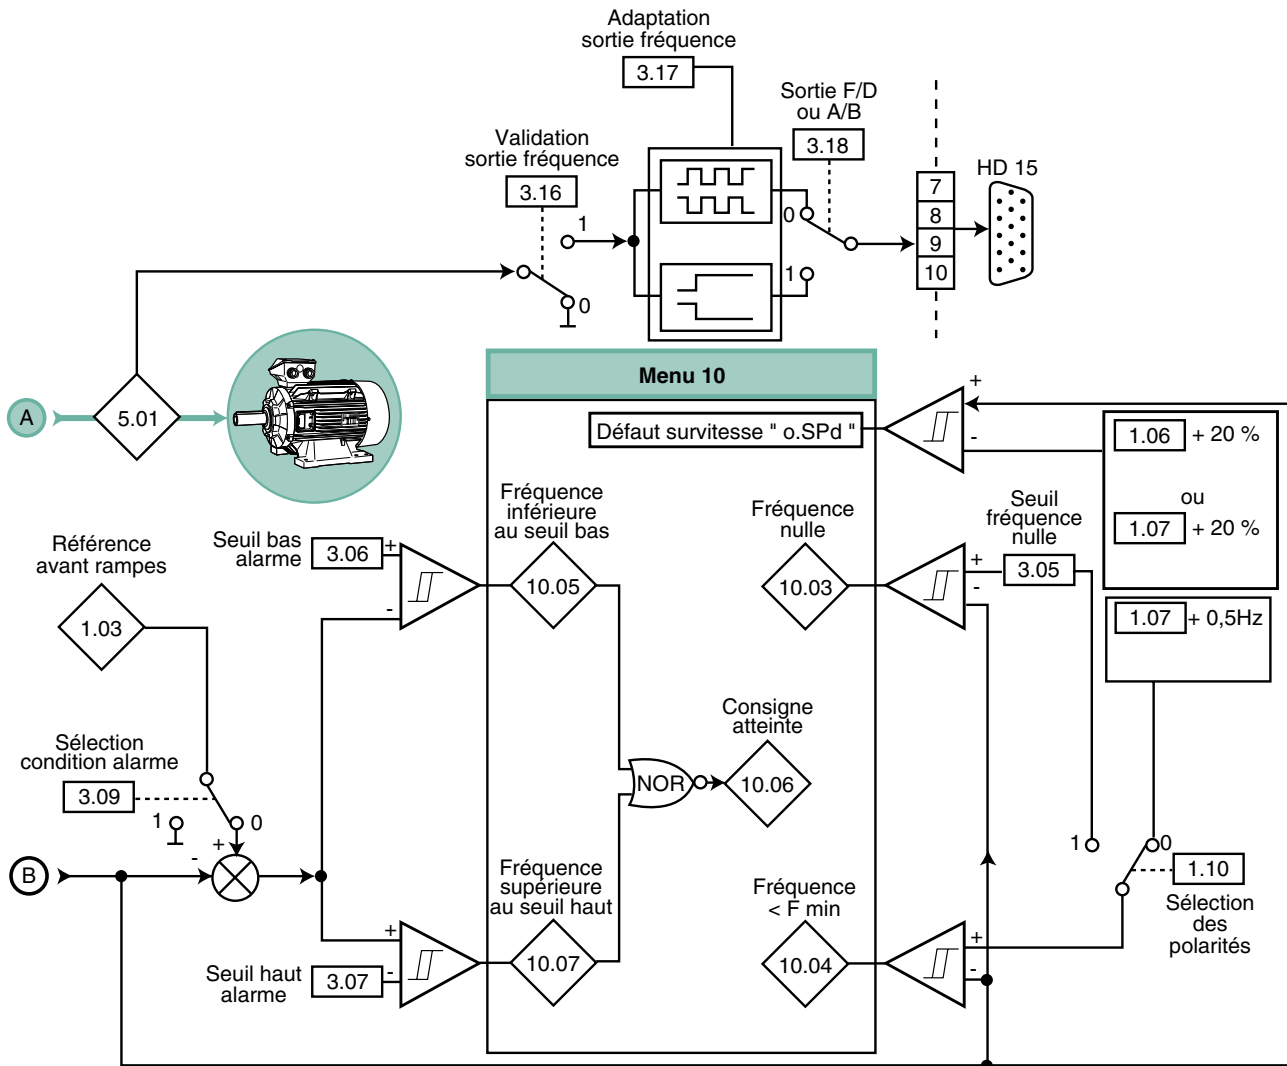 Adaptation
sortie fréquence
3.17
Sortie F/D
ou A/B
3.18
Validation
sortie fréquence
3.16
HD 15
7
8
9
10
1
0
0
1
A
5.01
Menu 10
Défaut survitesse " o.SPd "
+
-
1.06 + 20 %
ou
1.07 + 20 %
Fréquence
inférieure
au seuil bas
10.05
Fréquence
nulle
10.03
Seuil
fréquence
nulle
3.05
+
-
Seuil bas
alarme
3.06
+
-
Référence
avant rampes
1.03
1.07 + 0,5Hz
Sélection
condition alarme
3.09
1
0
Consigne
atteinte
NOR
10.06
B
-
+
1
0
1.10
Sélection
des
polarités
Fréquence
supérieure
au seuil haut
10.07
Fréquence
< F min
10.04
+
-
Seuil haut
alarme
3.07
+
-